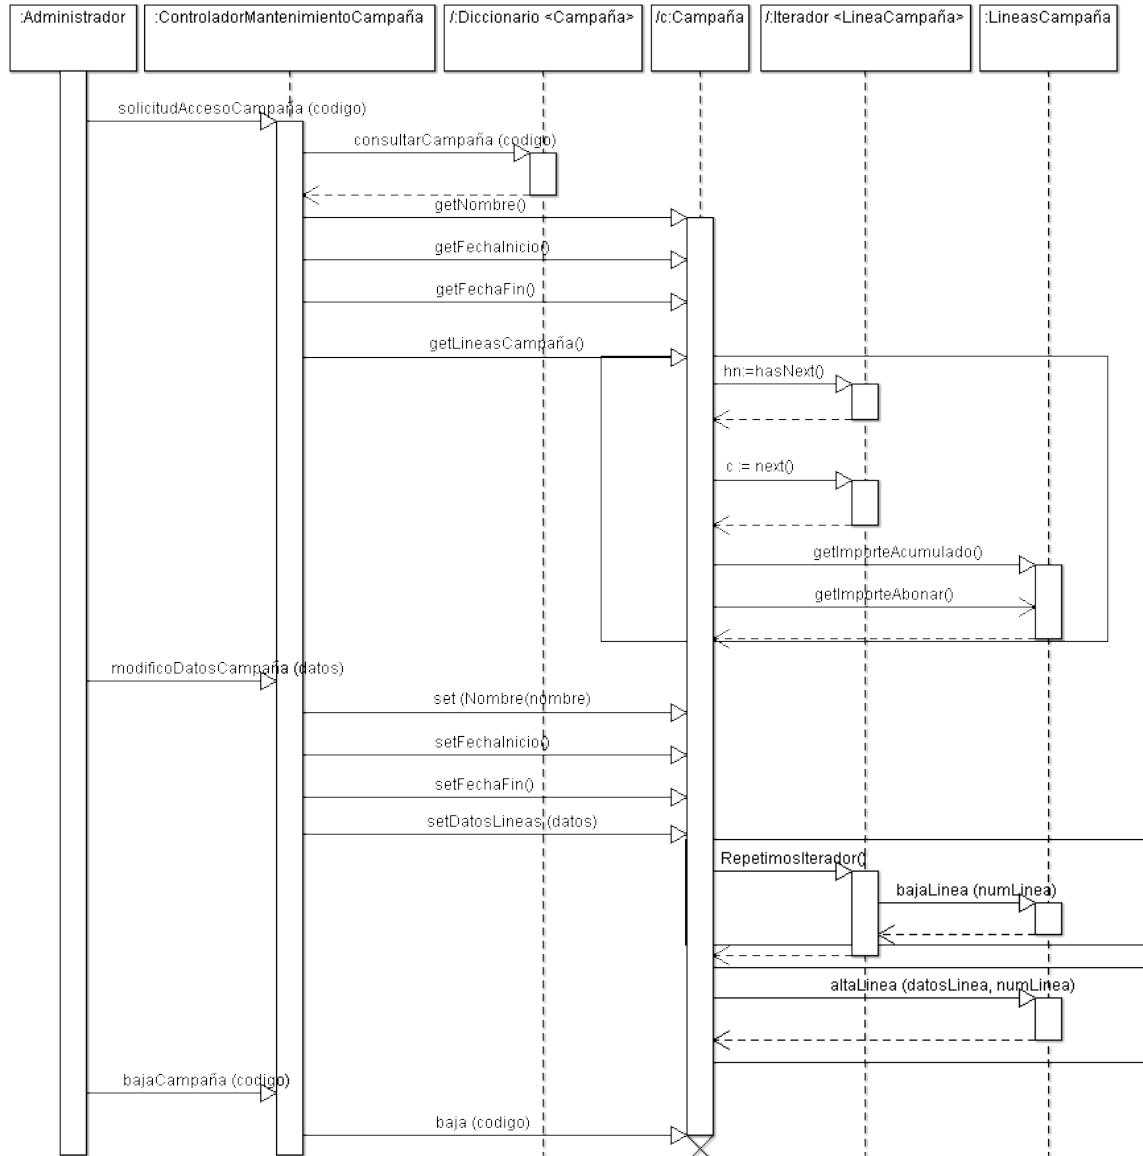 :Administrador
:ControladorMantenimientoCampaña
/:Diccionario <Campaña>
/c:Campaña
/:Iterador <LineaCampaña>
:LineasCampaña
solicitudAccesoCampaña (codigo)
consultarCampaña (codigo)
getNombre()
getFechaInicio()
getFechaFin()
getLineasCampaña()
hn:=hasNext()
c := next()
getImporteAcumulado()
getImporteAbonar()
modificoDatosCampaña (datos)
set (Nombre(nombre)
setFechaInicio()
setFechaFin()
setDatosLineas (datos)
RepetimosIterador()
bajaLinea (numLinea)
altaLinea (datosLinea, numLinea)
bajaCampaña (codigo)
baja (codigo)